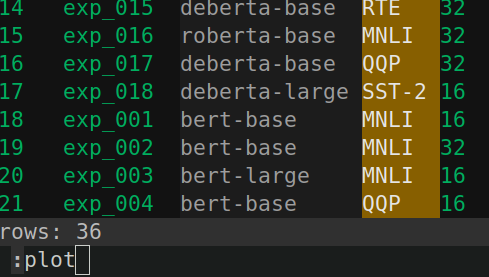 14 exp_015 deberta-base RTE 32
15 exp_016 roberta-base MNLI 32
16 exp_017 deberta-base QQP 32
17 exp_018 deberta-large SST-2 16
18 exp_001 bert-base MNLI 16
19 exp_002 bert-base MNLI 32
20 exp_003 bert-large MNLI 16
21 exp_004 bert-base QQP 16
rows: 36
:plot